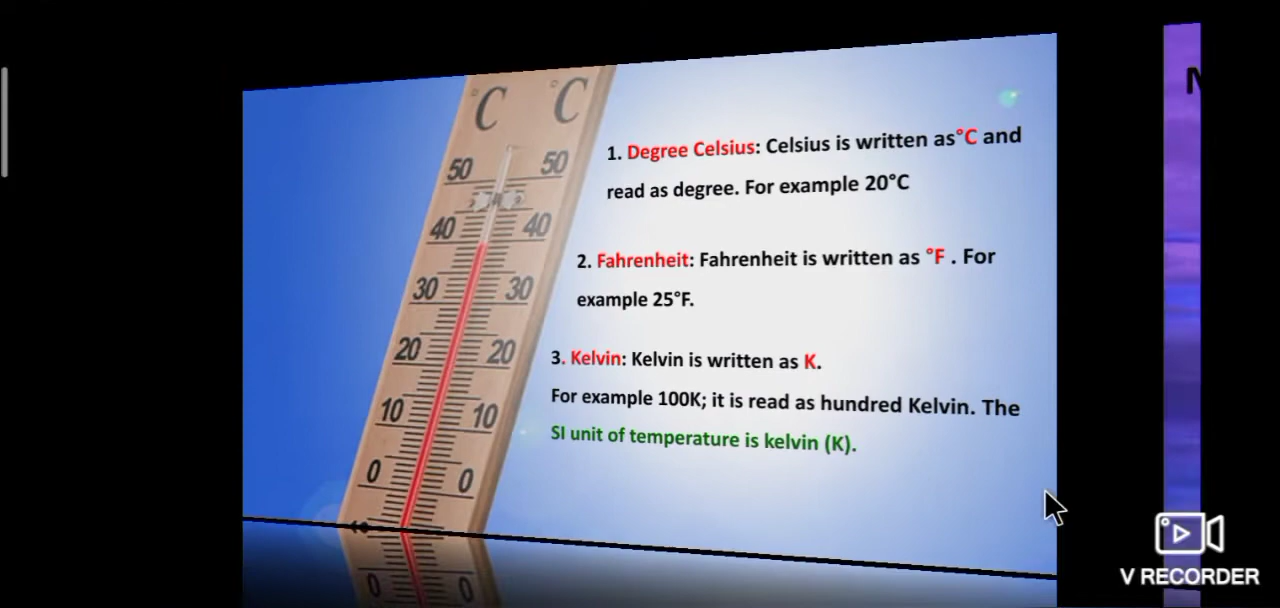 °C °C
50 50
40 40
30 30
20 20
10 10
0 0
1. Degree Celsius: Celsius is written as°C and
read as degree. For example 20°C
2. Fahrenheit: Fahrenheit is written as °F . For
example 25°F.
3. Kelvin: Kelvin is written as K.
For example 100K; it is read as hundred Kelvin. The
SI unit of temperature is kelvin (K).
0 0
V RECORDER